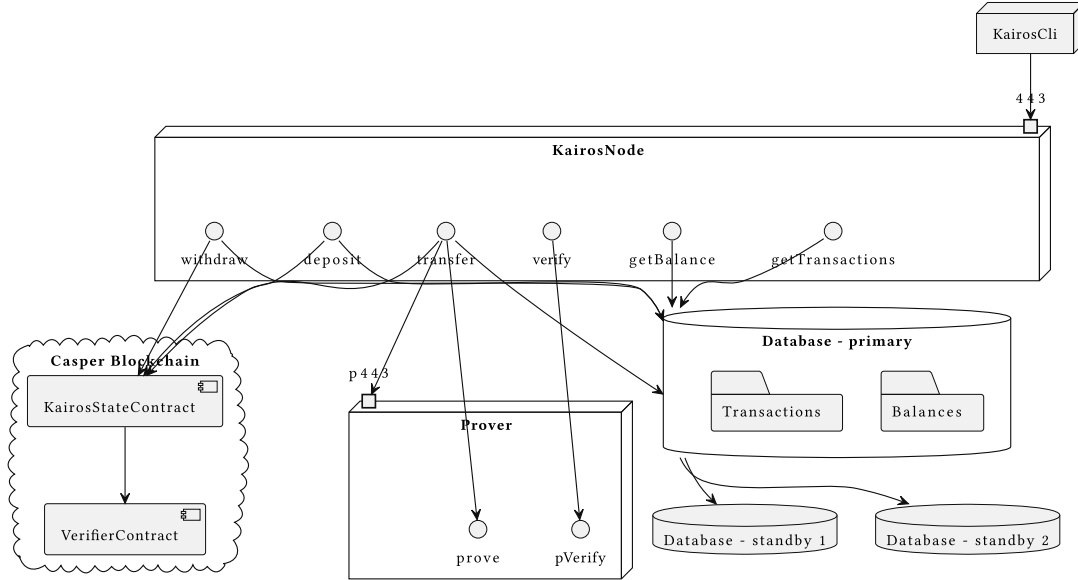 KairosCli
443
KairosNode
withdraw
deposit
transfer
verify
getBalance
getTransactions
Casper Blockchain
KairosStateContract
VerifierContract
p443
Prover
prove
pVerify
Database - primary
Transactions
Balances
Database - standby 1
Database - standby 2